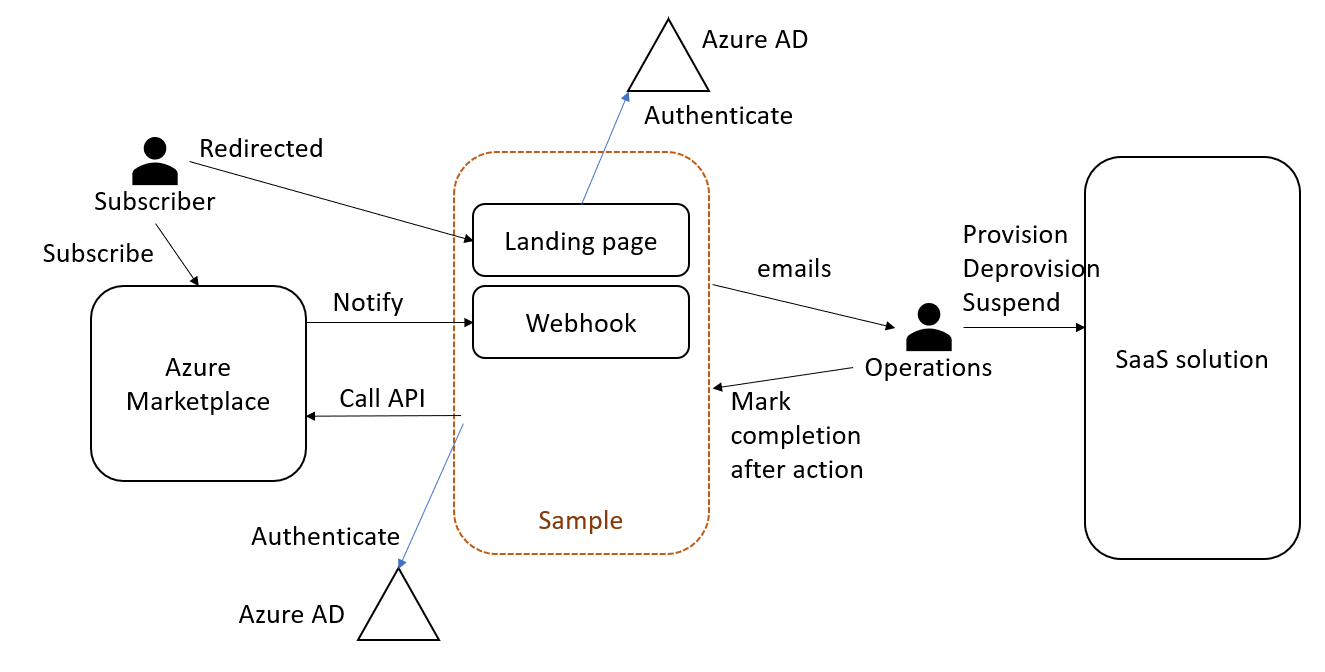 Azure AD
Authenticate
Redirected
Subscriber
Subscribe
Landing page
Provision
Deprovision
Suspend
emails
Notify
Webhook
Azure
Marketplace
SaaS solution
Operations
Call API
Mark
completion
after action
Sample
Authenticate
Azure AD